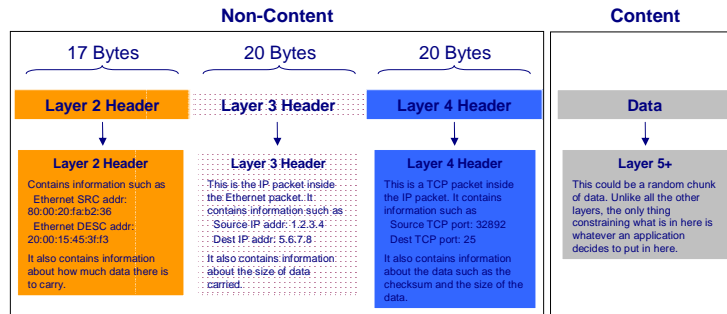 Non-Content
Content
17 Bytes
20 Bytes
20 Bytes
Layer 2 Header
Layer 3 Header
Layer 4 Header
Data
Layer 2 Header
Contains information such as
Ethernet SRC addr:
80:00:20:fa:b2:36
Ethernet DESC addr:
20:00:15:45:3f:f3
It also contains information
about how much data there is
to carry.
Layer 3 Header
This is the IP packet inside
the Ethernet packet. It
contains information such as
Source IP addr: 1.2.3.4
Dest IP addr: 5.6.7.8
It also contains information
about the size of data
carried.
Layer 4 Header
This is a TCP packet inside
the IP packet. It contains
information such as
Source TCP port: 32892
Dest TCP port: 25
It also contains information
about the data such as the
checksum and the size of the
data.
Layer 5+
This could be a random chunk
of data. Unlike all the other
layers, the only thing
constraining what is in here is
whatever an application
decides to put in here.